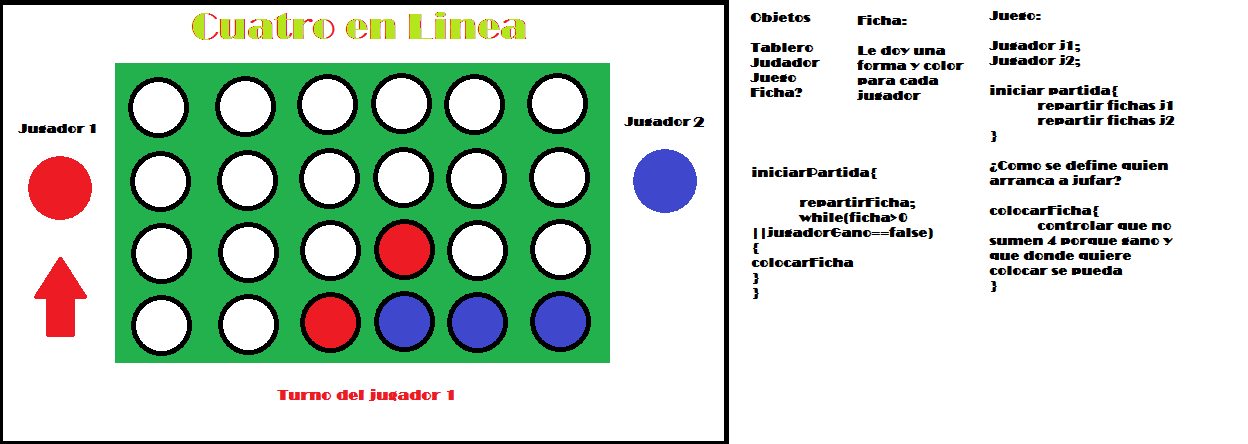 Cuatro en Linea
Jugador 1
Jugador 2
Turno del jugador 1
Objetos
Tablero
Judador
Juego
Ficha?
Ficha:
Le doy una
forma y color
para cada
jugador
iniciarPartida{
repartirFicha;
while(ficha>0
||jugadorGano==false)
{
colocarFicha
}
}
Juego:
Jugador j1;
Jugador j2;
iniciar partida{
repartir fichas j1
repartir fichas j2
}
¿Como se define quien
arranca a jufar?
colocarFicha{
controlar que no
sumen 4 porque gano y
que donde quiere
colocar se pueda
}